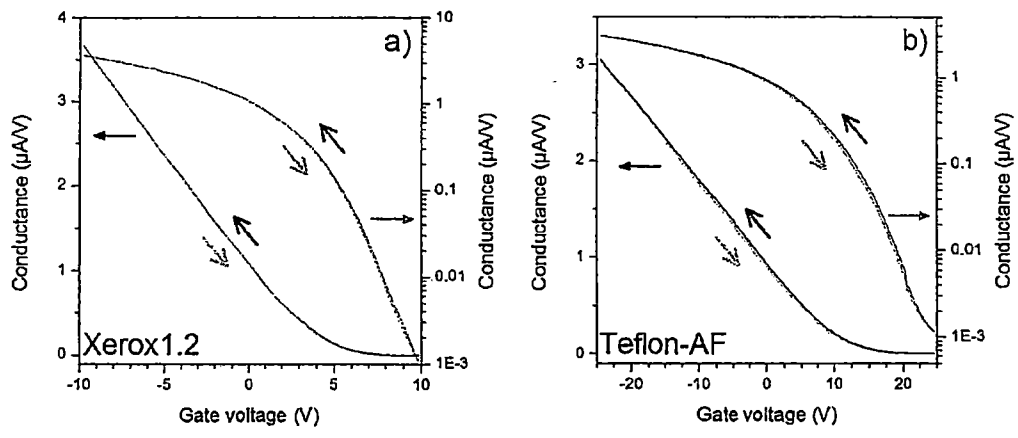 a)
4
3
2
1
0
Conductance (µA/V)
10
1
0.1
0.01
1E-3
Conductance (µA/V)
-10
-5
0
5
10
Gate voltage (V)
Xerox1.2
b)
3
2
1
0
Conductance (µA/V)
1
0.1
0.01
1E-3
Conductance (µA/V)
-20
-10
0
10
20
Gate voltage (V)
Teflon-AF